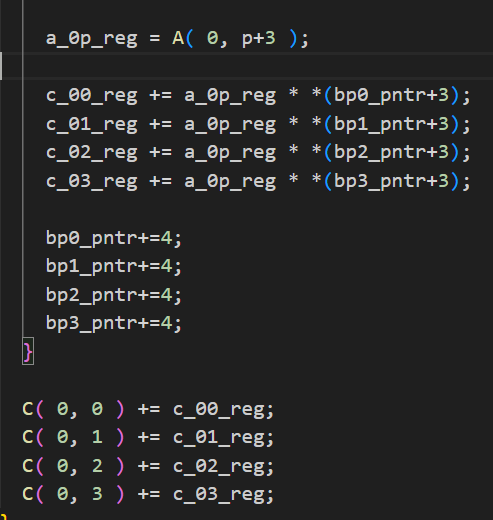 a_0p_reg = A( 0, p+3 );
c_00_reg += a_0p_reg * *(bp0_pntr+3);
c_01_reg += a_0p_reg * *(bp1_pntr+3);
c_02_reg += a_0p_reg * *(bp2_pntr+3);
c_03_reg += a_0p_reg * *(bp3_pntr+3);
bp0_pntr+=4;
bp1_pntr+=4;
bp2_pntr+=4;
bp3_pntr+=4;
}
C( 0, 0 ) += c_00_reg;
C( 0, 1 ) += c_01_reg;
C( 0, 2 ) += c_02_reg;
C( 0, 3 ) += c_03_reg;
}